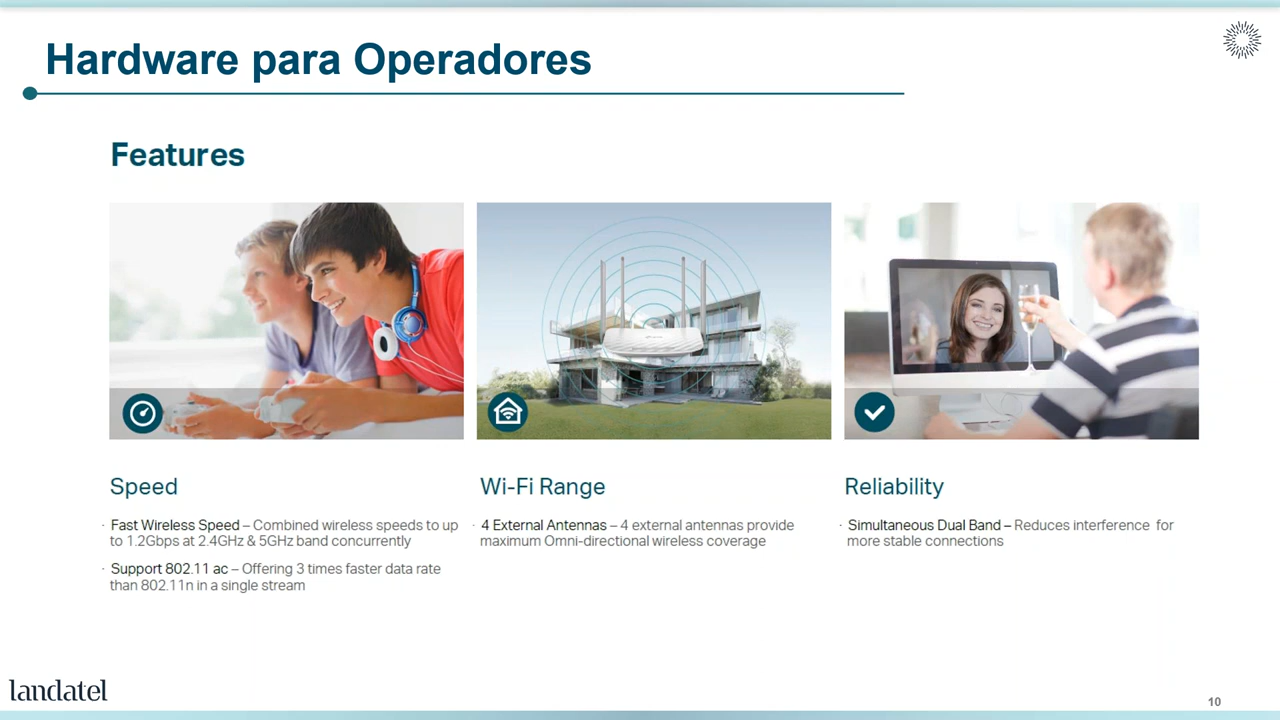 Hardware para Operadores
Features
Speed
· Fast Wireless Speed – Combined wireless speeds to up
to 1.2Gbps at 2.4GHz & 5GHz band concurrently
· Support 802.11 ac – Offering 3 times faster data rate
than 802.11n in a single stream
Wi-Fi Range
· 4 External Antennas – 4 external antennas provide
maximum Omni-directional wireless coverage
Reliability
· Simultaneous Dual Band – Reduces interference for
more stable connections
landatel
10